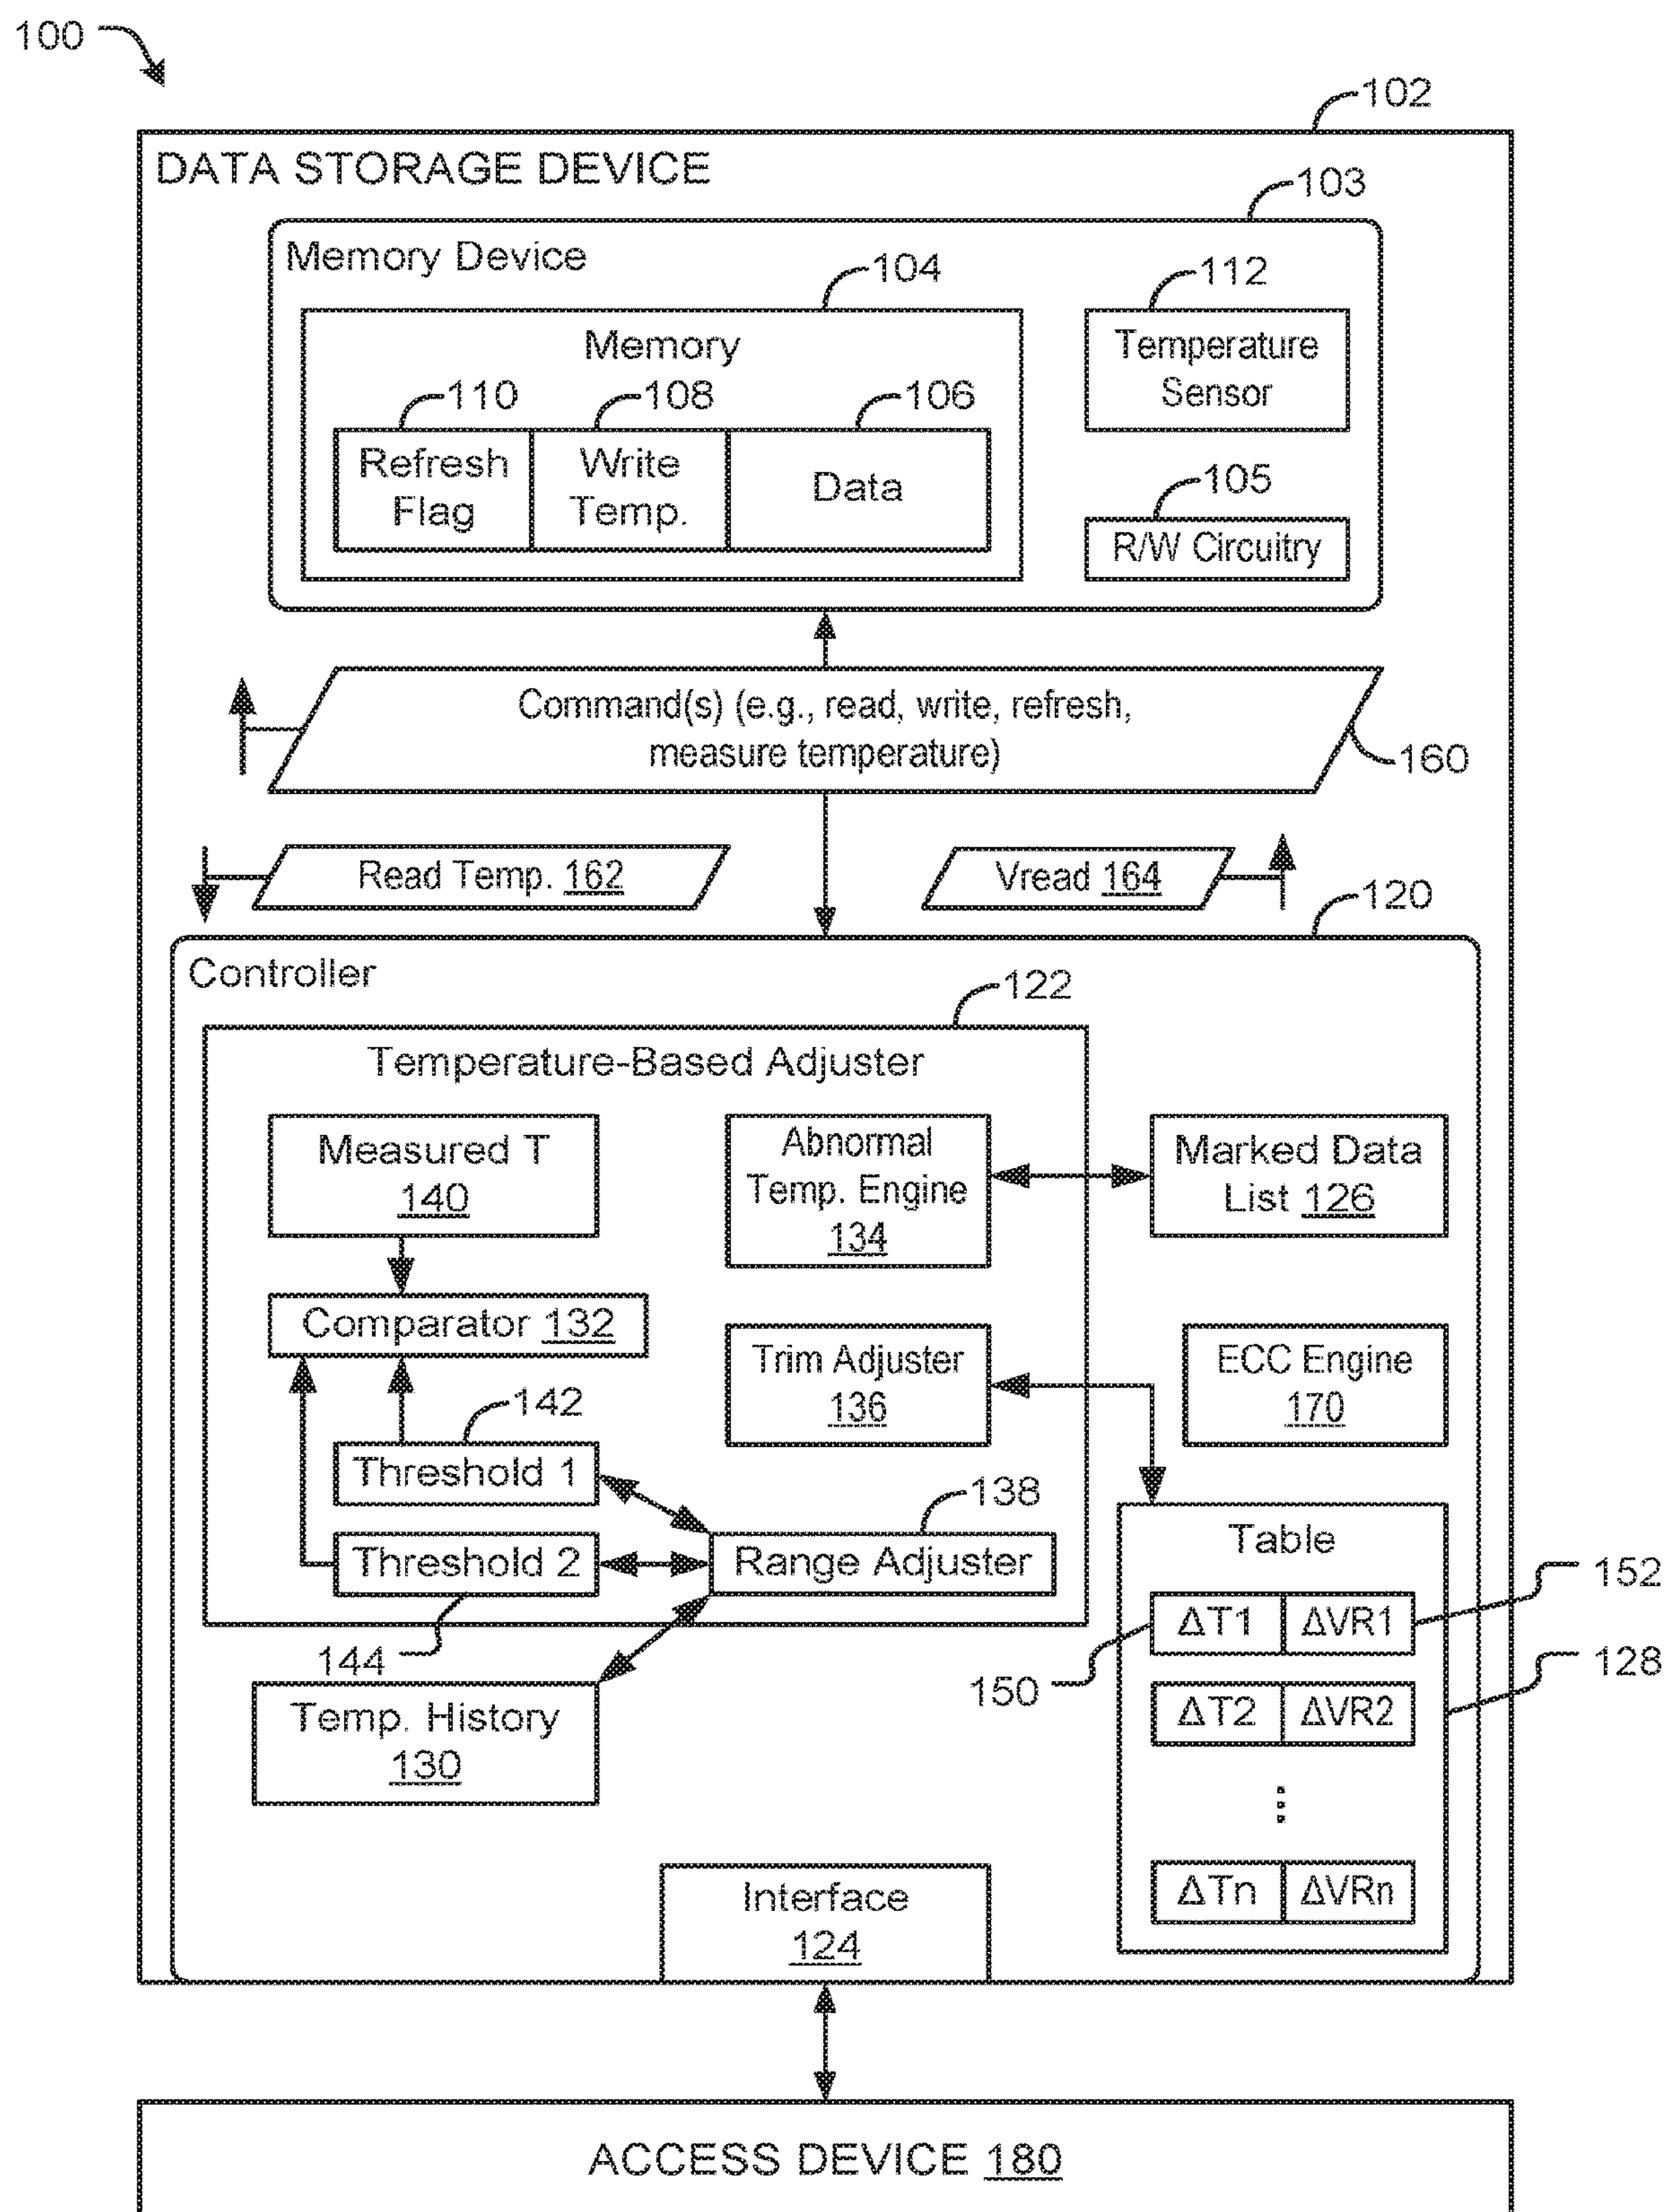 100
102
DATA STORAGE DEVICE
103
Memory Device
104
112
Memory
Temperature
Sensor
110
108
106
Refresh
Flag
Write
Temp.
Data
105
R/W Circuitry
Command(s) (e.g., read, write, refresh,
measure temperature)
160
Read Temp. 162
Vread 164
120
Controller
122
Temperature-Based Adjuster
Measured T
140
Abnormal
Temp. Engine
134
Marked Data
List 126
Comparator 132
Trim Adjuster
136
ECC Engine
170
142
Threshold 1
138
Threshold 2
Range Adjuster
144
Table
152
ΔT1
ΔVR1
128
150
ΔT2
ΔVR2
Temp. History
130
⋮
ΔTn
ΔVRn
Interface
124
ACCESS DEVICE 180